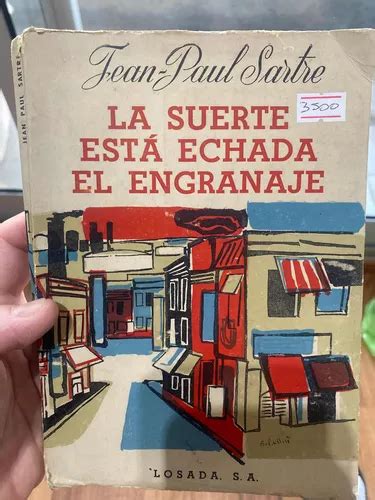 Jean-Paul Sartre
3500
LA SUERTE
ESTÁ ECHADA
EL ENGRANAJE
LOSADA, S.A.
JEAN PAUL SARTRE